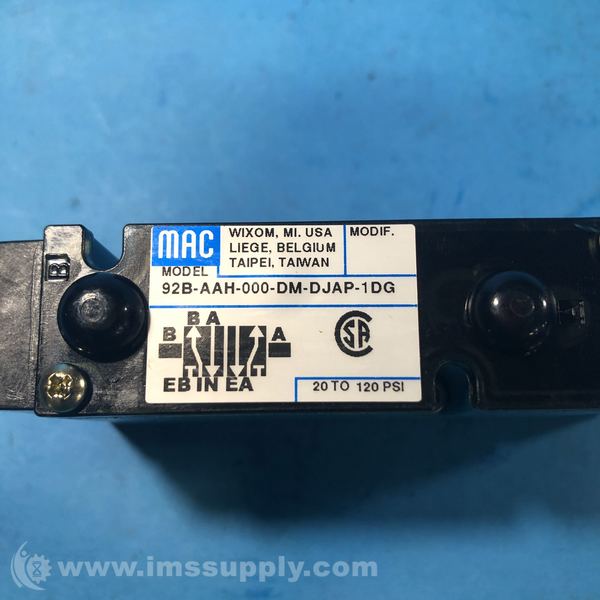 MAC
WIXOM, MI. USA
LIEGE, BELGIUM
TAIPEI, TAIWAN
MODIF.
MODEL
92B-AAH-000-DM-DJAP-1DG
B A
B
A
EB IN EA
SA
20 TO 120 PSI
B
A
www.imssupply.com